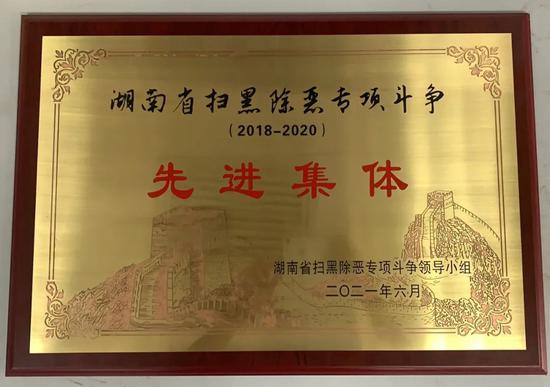 湖南省扫黑除恶专项斗争
(2018-2020)
先进集体
湖南省扫黑除恶专项斗争领导小组
二〇二一年六月